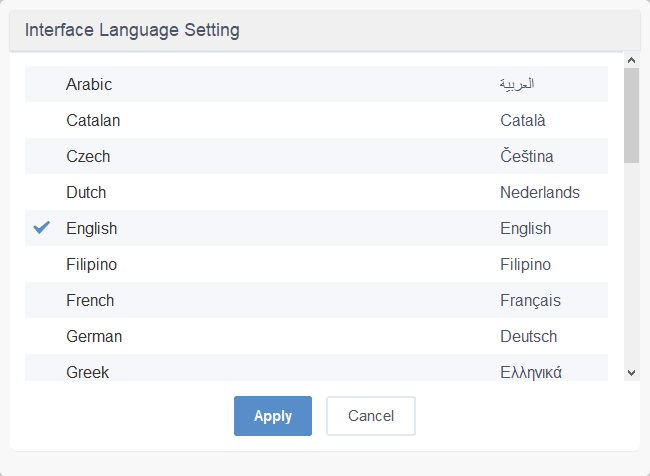 Interface Language Setting
Arabic العربية
Catalan Català
Czech Čeština
Dutch Nederlands
English English
Filipino Filipino
French Français
German Deutsch
Greek Ελληνικά
Apply Cancel